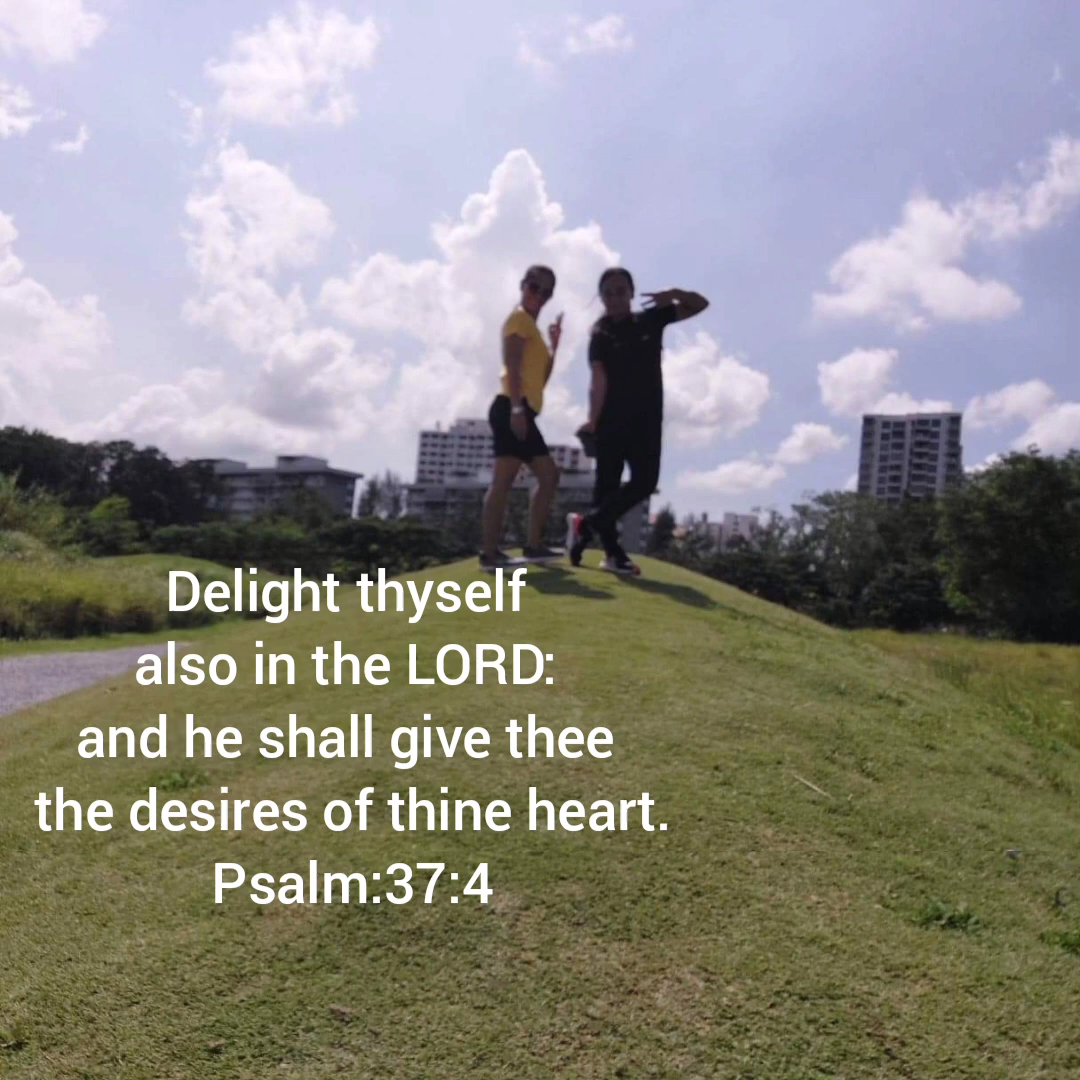 Delight thyself
also in the LORD:
and he shall give thee
the desires of thine heart.
Psalm:37:4